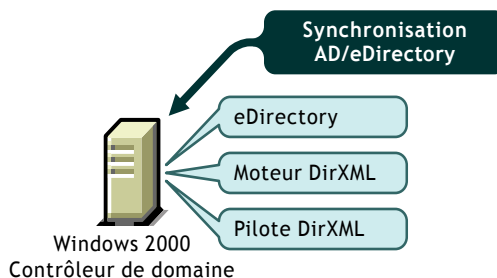 Synchronisation
AD/eDirectory
eDirectory
Moteur DirXML
Pilote DirXML
Windows 2000
Contrôleur de domaine